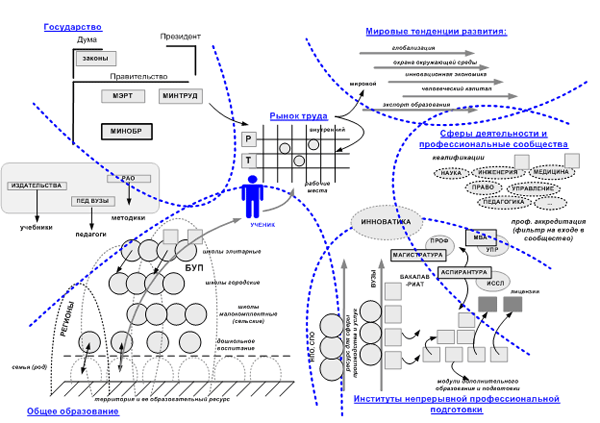 Государство
Дума
Президент
законы
Правительство
МЭРТ
МИНТРУД
МИНОБР
Мировые тенденции развития:
глобализация
охрана окружающей среды
инновационная экономика
человеческий капитал
экспорт образования
мировой
Рынок труда
внутренний
Р
Т
рабочие
места
УЧЕНИК
Сферы деятельности и
профессиональные сообщества
квалификации
НАУКА
ИНЖЕНЕРИЯ
МЕДИЦИНА
ПРАВО
УПРАВЛЕНИЕ
ПЕДАГОГИКА
...
проф. аккредитация
(фильтр на входе в
сообщество)
ИЗДАТЕЛЬСТВА
РАО
ПЕД ВУЗЫ
учебники
методики
педагоги
школы элитарные
БУП
школы городские
школы
малокомплектные
(сельские)
дошкольное
воспитание
РЕГИОНЫ
семьи (род)
территория и ее образовательный ресурс
Общее образование
ИННОВАТИКА
ПРОФ
МВА
УПР
МАГИСТРАТУРА
БАКАЛАВ
-РИАТ
АСПИРАНТУРА
ИССЛ
лицензии
ВУЗЫ
НПО, СПО
ресурс для сферы
производства и услуг
модули дополнительного
образования и подготовки
Институты непрерывной профессиональной
подготовки